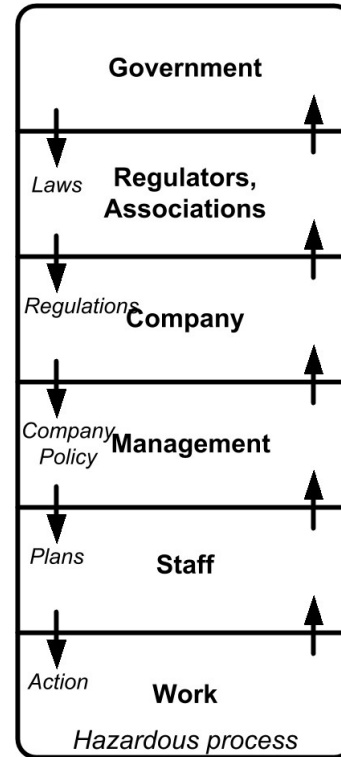 Government
Laws
Regulators,
Associations
Regulations
Company
Company
Policy
Management
Plans
Staff
Action
Work
Hazardous process